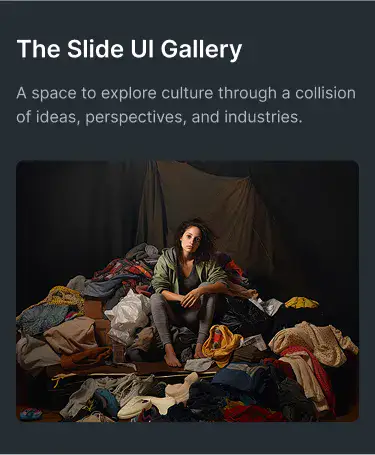 The Slide UI Gallery
A space to explore culture through a collision
of ideas, perspectives, and industries.